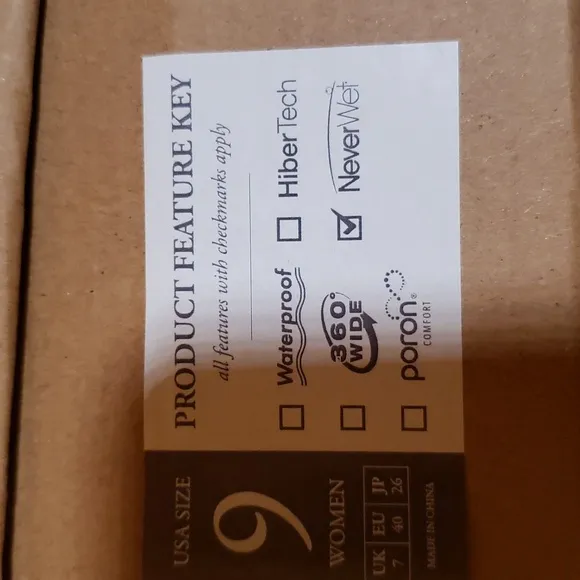 PRODUCT FEATURE KEY
all features with checkmarks apply
Waterproof HiberTech
360° WIDE NeverWet
poron® COMFORT
USA SIZE
9
WOMEN
UK EU JP
7 40 26
MADE IN CHINA